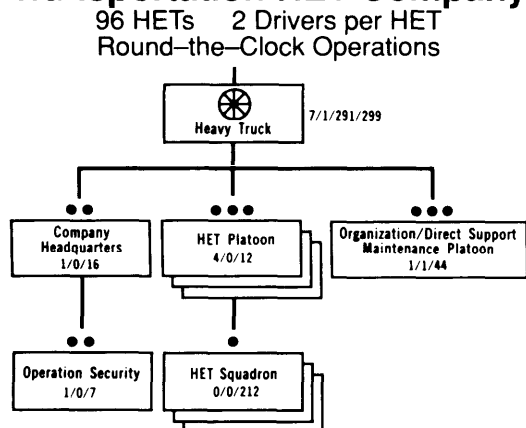 96 HETs 2 Drivers per HET
Round–the–Clock Operations
Heavy Truck
7/1/291/299
Company
Headquarters
1/0/16
HET Platoon
4/0/12
Organization/Direct Support
Maintenance Platoon
1/1/44
Operation Security
1/0/7
HET Squadron
0/0/212